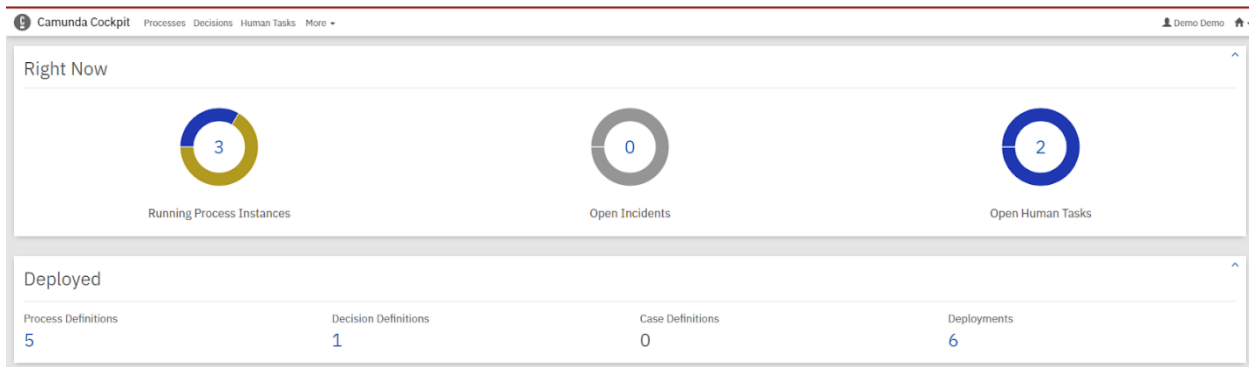 Camunda Cockpit Processes Decisions Human Tasks More Demo Demo
Right Now
3 0 2
Running Process Instances Open Incidents Open Human Tasks
Deployed
Process Definitions Decision Definitions Case Definitions Deployments
5 1 0 6